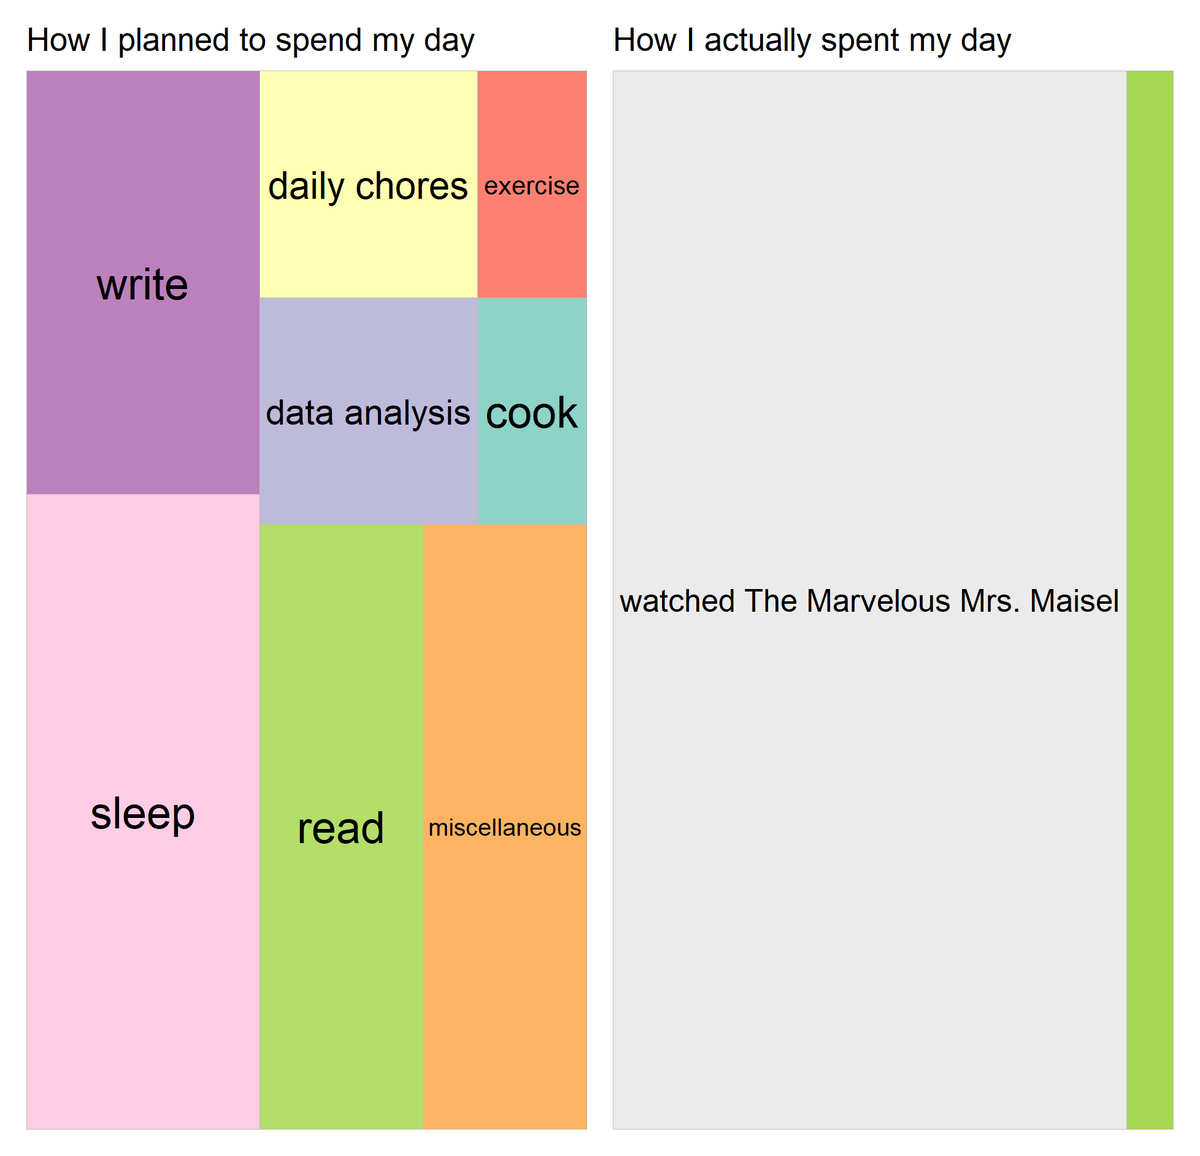 How I planned to spend my day
write
daily chores
exercise
data analysis
cook
sleep
read
miscellaneous
How I actually spent my day
watched The Marvelous Mrs. Maisel